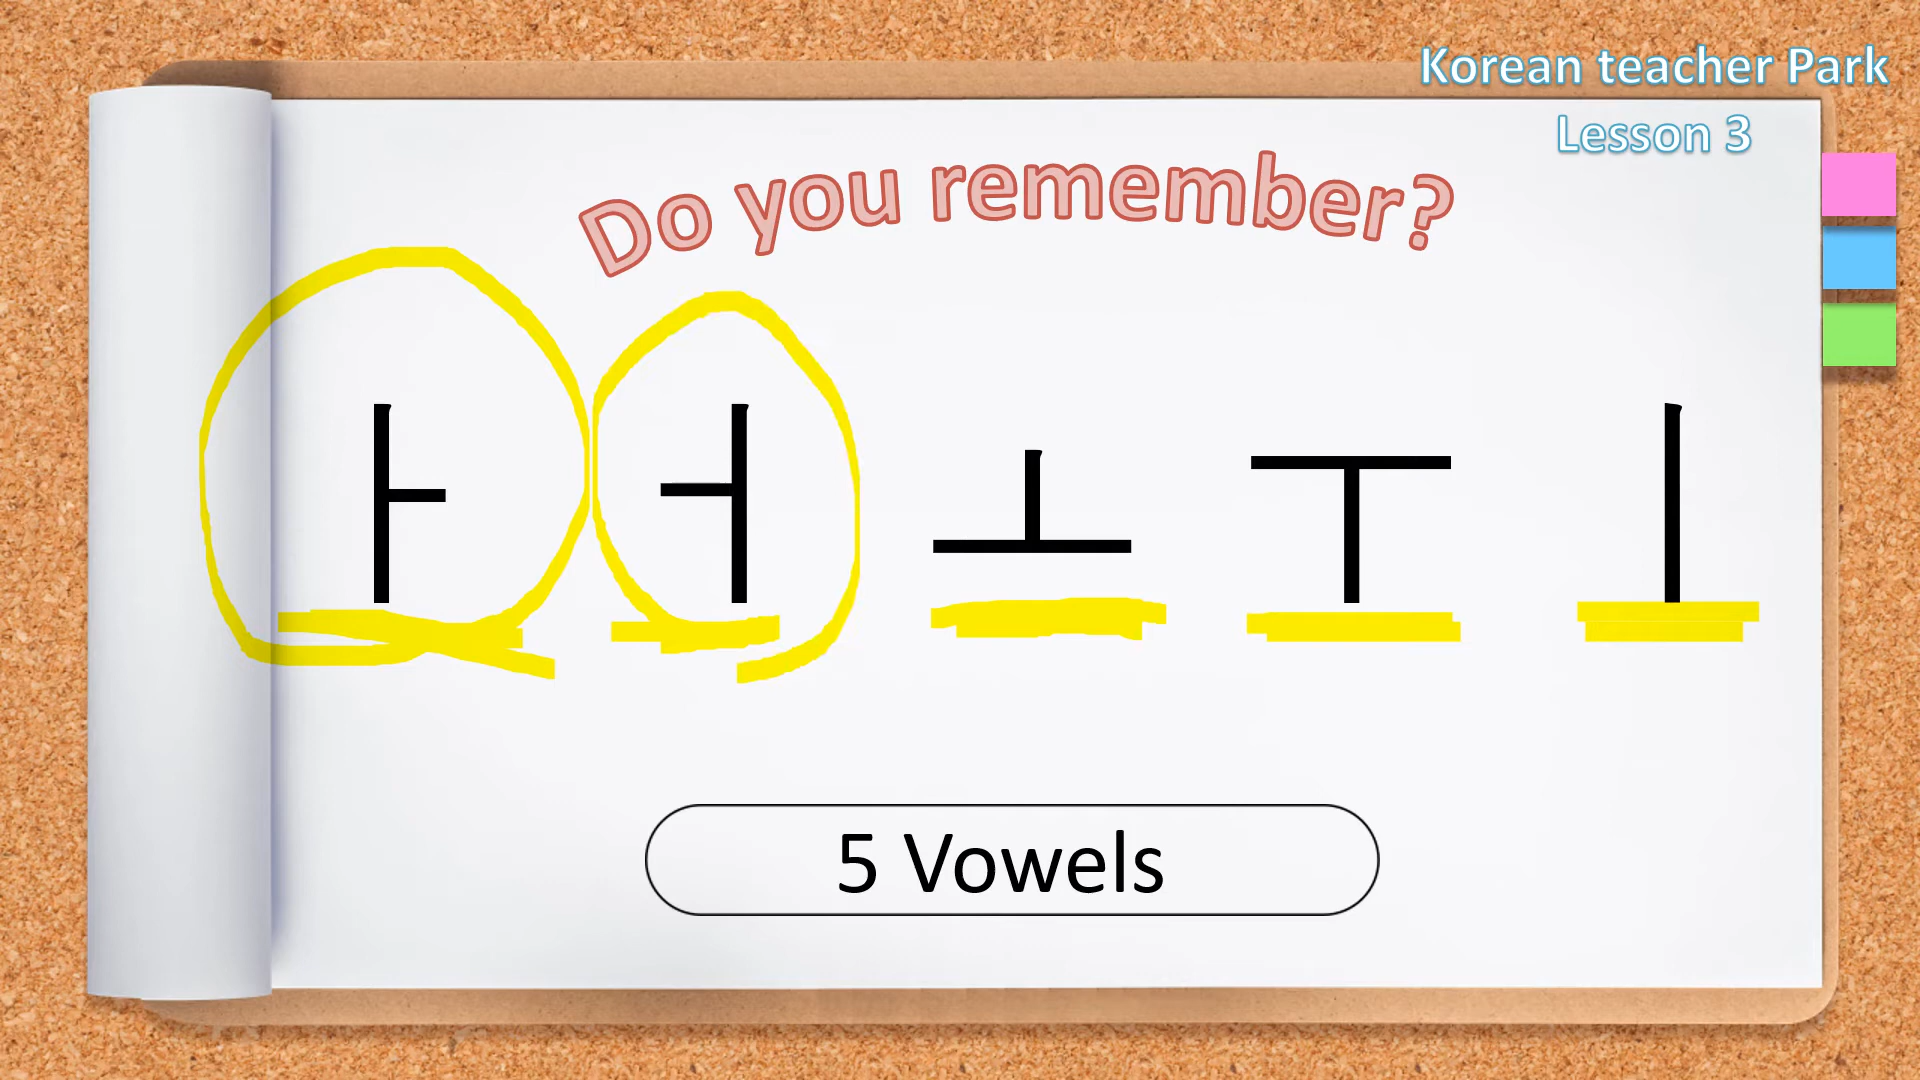 Korean teacher Park
Lesson 3
Do you remember?
ㅏ ㅓ ㅗ ㅜ ㅣ
5 Vowels